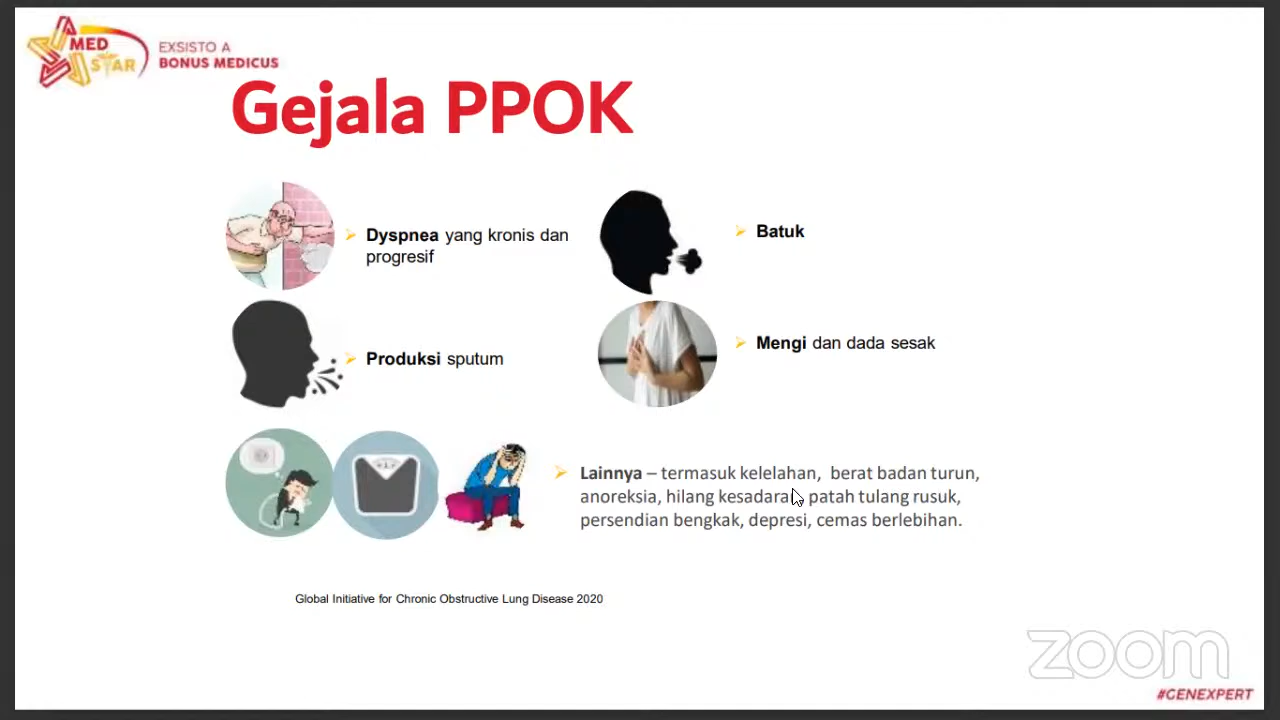 MED
STAR
EXSISTO A
BONUS MEDICUS
Gejala PPOK
Dyspnea yang kronis dan
progresif
Batuk
Produksi sputum
Mengi dan dada sesak
Lainnya – termasuk kelelahan, berat badan turun,
anoreksia, hilang kesadaran, patah tulang rusuk,
persendian bengkak, depresi, cemas berlebihan.
Global Initiative for Chronic Obstructive Lung Disease 2020
zoom
#GENEXPERT